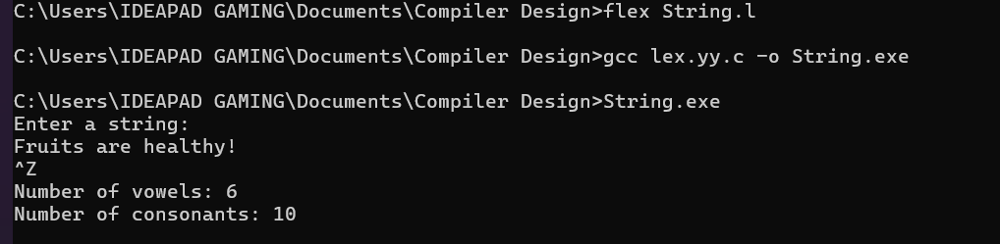 C:\Users\IDEAPAD GAMING\Documents\Compiler Design>flex String.l
C:\Users\IDEAPAD GAMING\Documents\Compiler Design>gcc lex.yy.c -o String.exe
C:\Users\IDEAPAD GAMING\Documents\Compiler Design>String.exe
Enter a string:
Fruits are healthy!
^Z
Number of vowels: 6
Number of consonants: 10